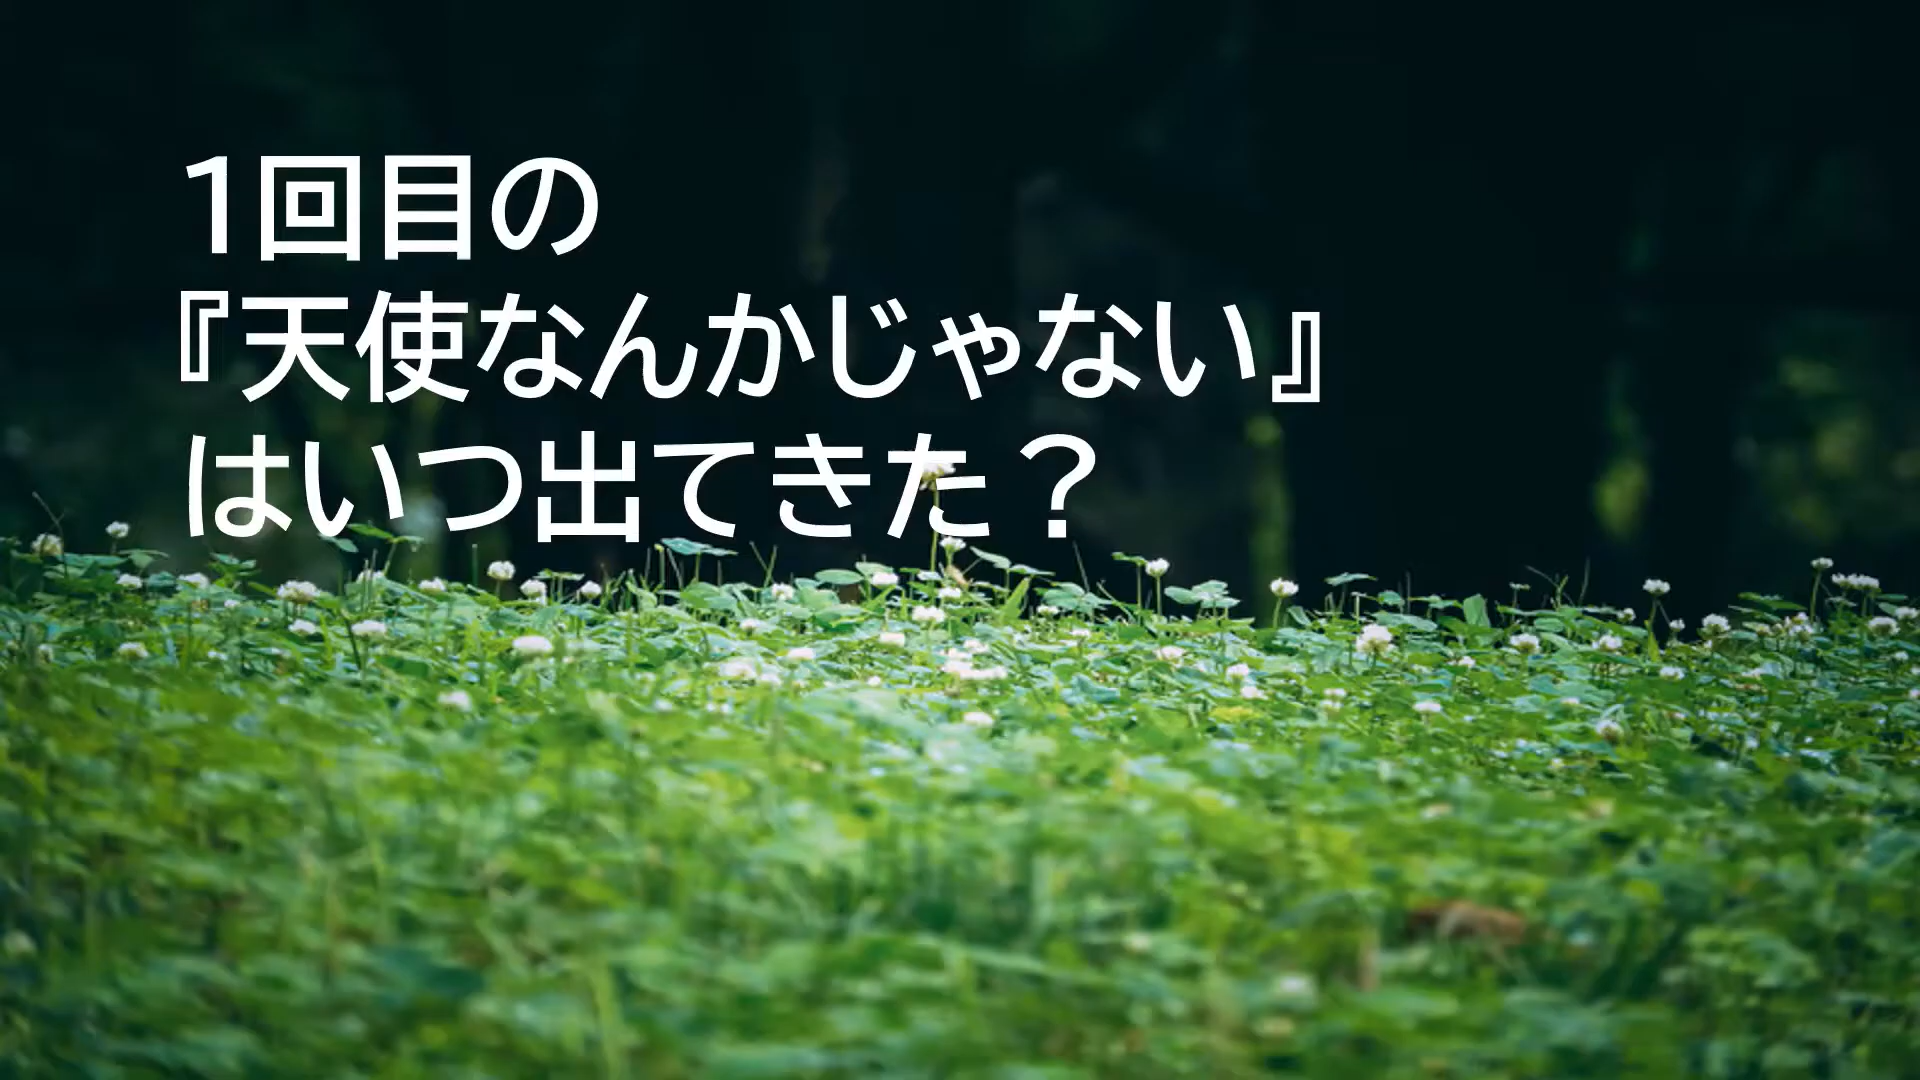 1回目の
『天使なんかじゃない』
はいつ出てきた？